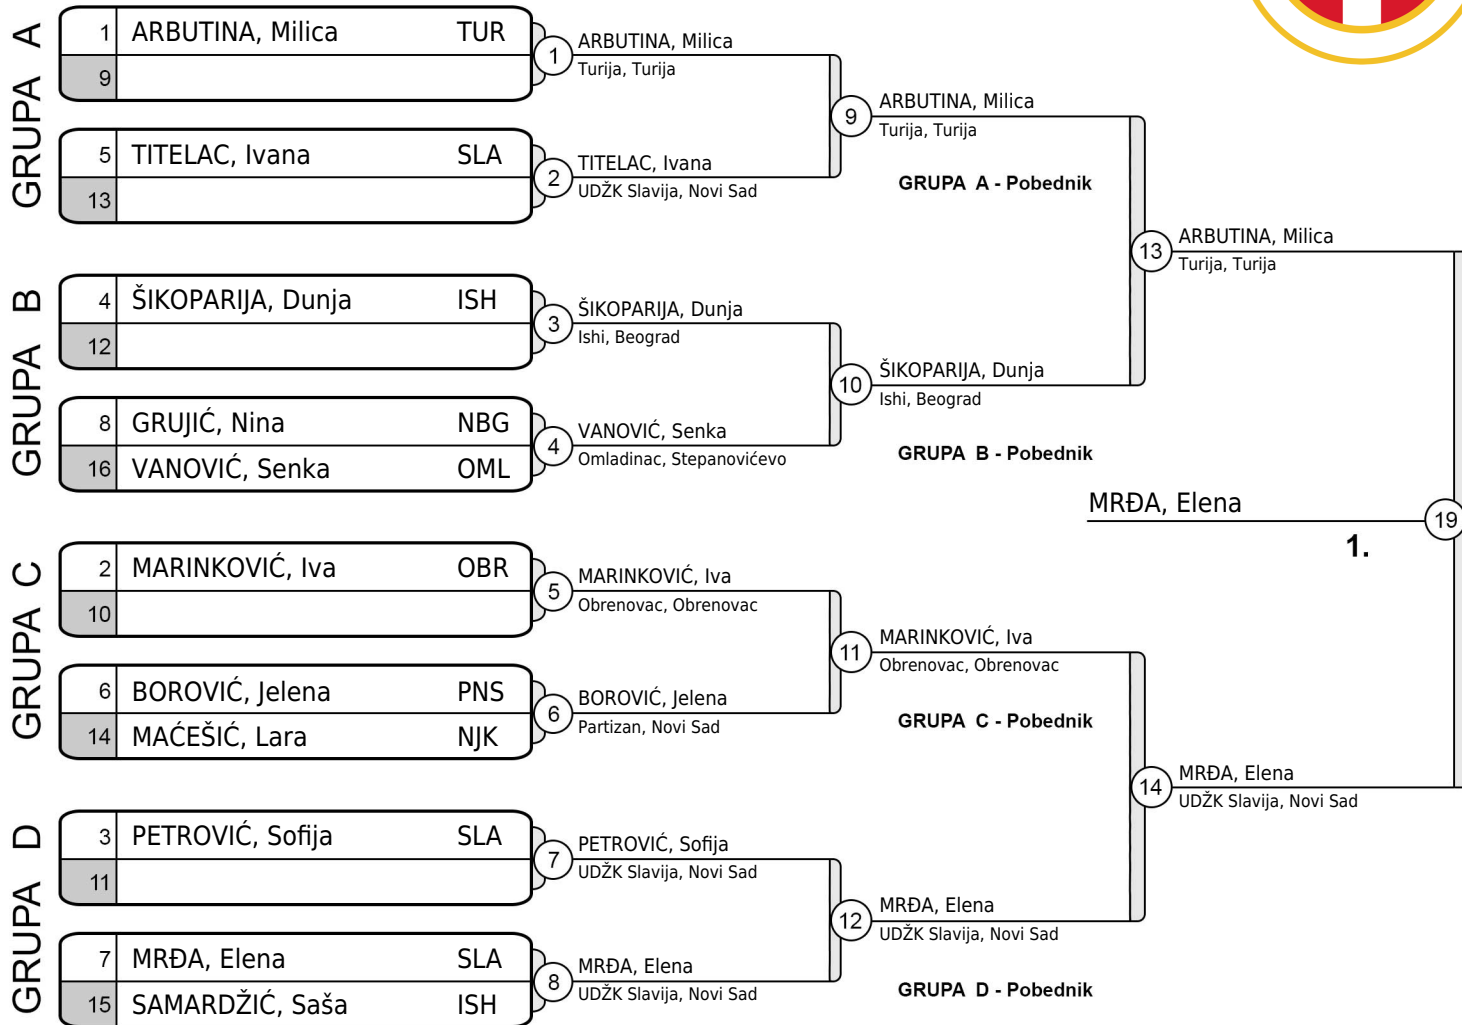 GRUPA A
1 ARBUTINA, Milica TUR
9
5 TITELAC, Ivana SLA
13
GRUPA B
4 ŠIKOPARIJA, Dunja ISH
12
8 GRUJIĆ, Nina NBG
16 VANOVIĆ, Senka OML
GRUPA C
2 MARINKOVIĆ, Iva OBR
10
6 BOROVIĆ, Jelena PNS
14 MAĆEŠIĆ, Lara NJK
GRUPA D
3 PETROVIĆ, Sofija SLA
11
7 MRĐA, Elena SLA
15 SAMARDŽIĆ, Saša ISH
1 ARBUTINA, Milica
Turija, Turija
2 TITELAC, Ivana
UDŽK Slavija, Novi Sad
3 ŠIKOPARIJA, Dunja
Ishi, Beograd
4 VANOVIĆ, Senka
Omladinac, Stepanovićevo
5 MARINKOVIĆ, Iva
Obrenovac, Obrenovac
6 BOROVIĆ, Jelena
Partizan, Novi Sad
7 PETROVIĆ, Sofija
UDŽK Slavija, Novi Sad
8 MRĐA, Elena
UDŽK Slavija, Novi Sad
9 ARBUTINA, Milica
Turija, Turija
GRUPA A - Pobednik
10 ŠIKOPARIJA, Dunja
Ishi, Beograd
GRUPA B - Pobednik
11 MARINKOVIĆ, Iva
Obrenovac, Obrenovac
GRUPA C - Pobednik
12 MRĐA, Elena
UDŽK Slavija, Novi Sad
GRUPA D - Pobednik
13 ARBUTINA, Milica
Turija, Turija
14 MRĐA, Elena
UDŽK Slavija, Novi Sad
MRĐA, Elena 19
1.